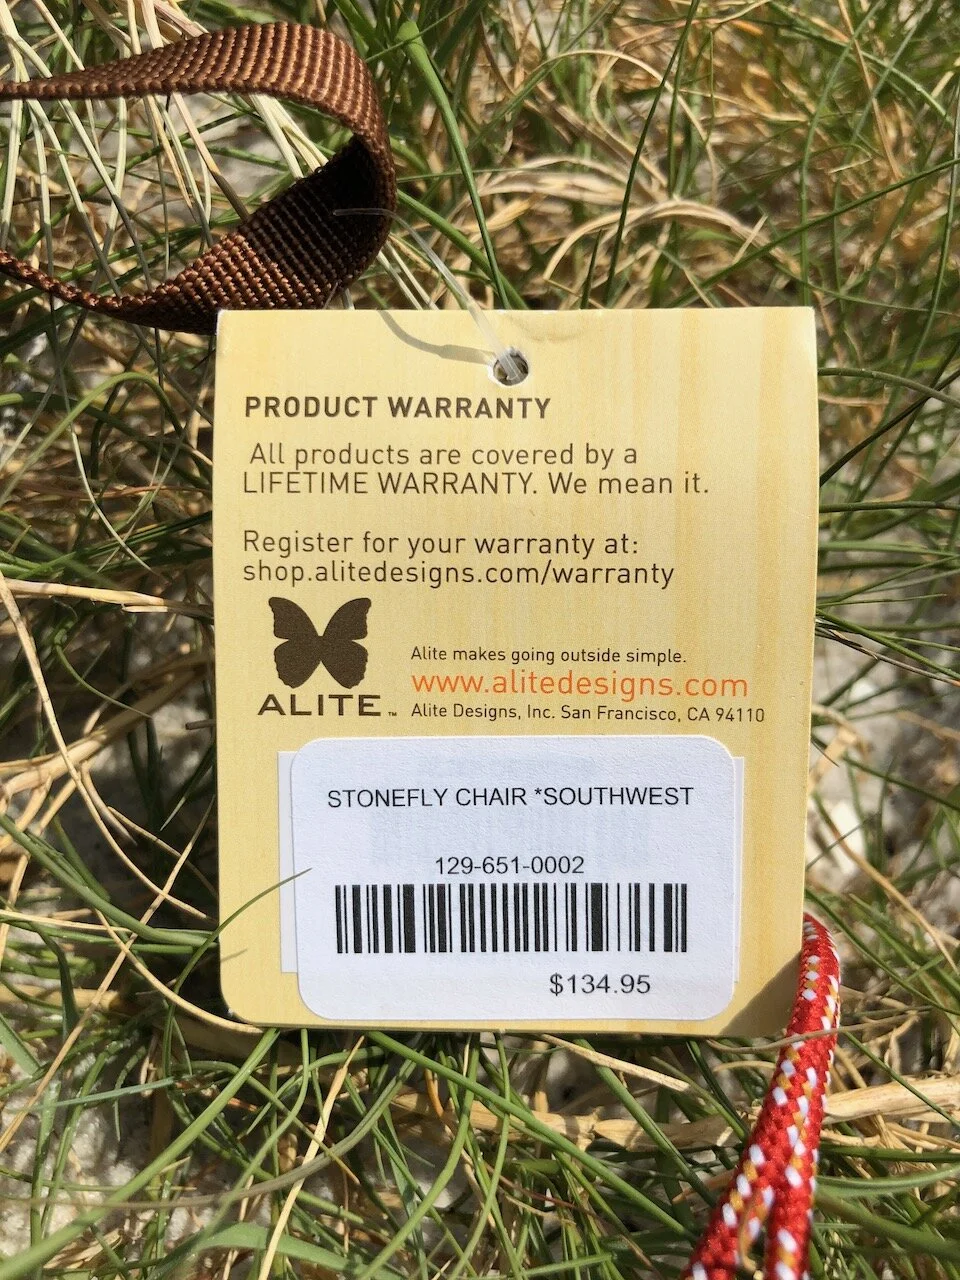 PRODUCT WARRANTY
All products are covered by a
LIFETIME WARRANTY. We mean it.
Register for your warranty at:
shop.alitedesigns.com/warranty
ALITE™
Alite makes going outside simple.
www.alitedesigns.com
Alite Designs, Inc. San Francisco, CA 94110
STONEFLY CHAIR *SOUTHWEST
129-651-0002
$134.95